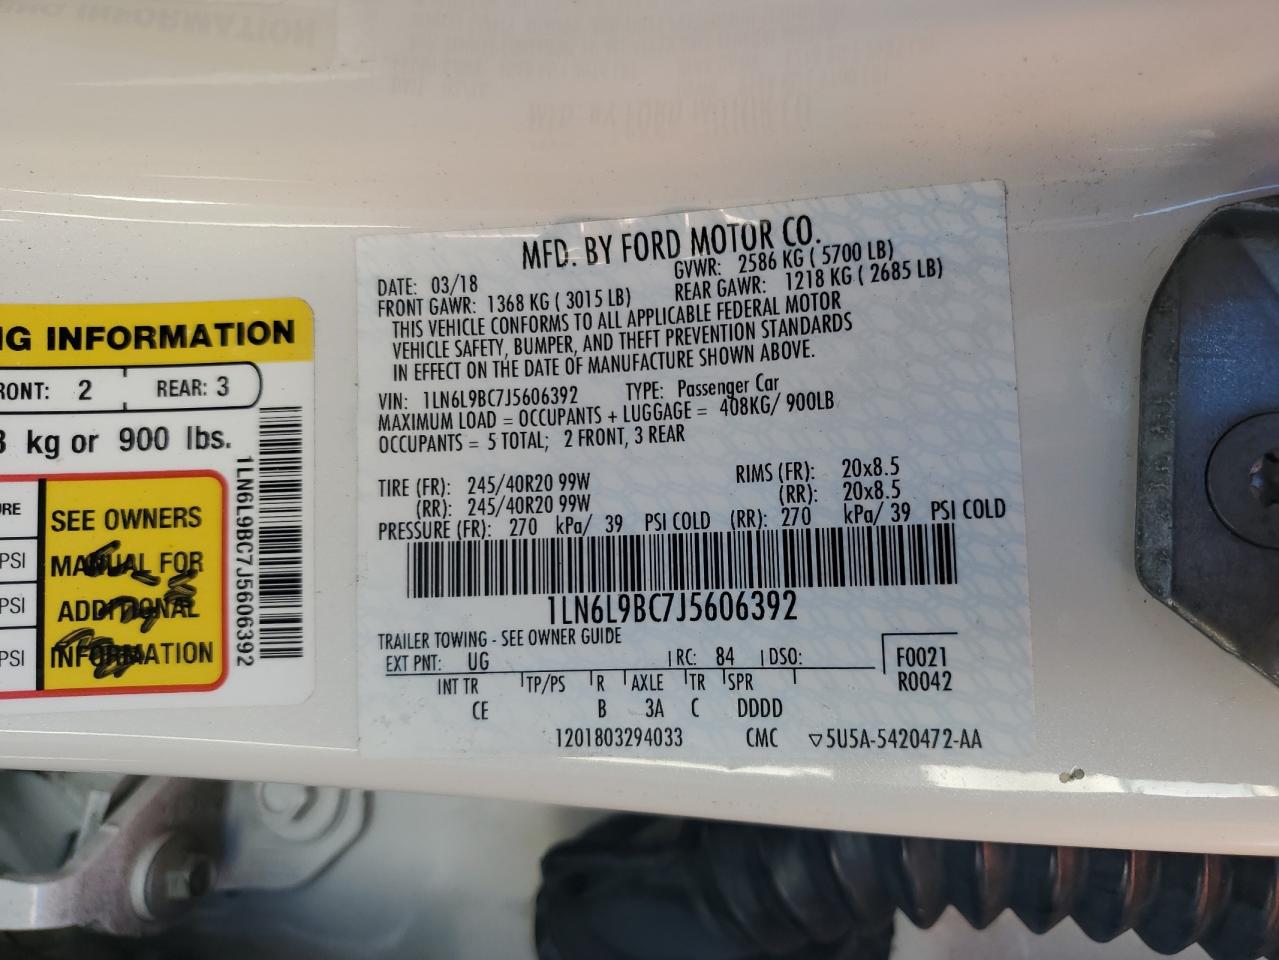 MFD. BY FORD MOTOR CO.
DATE: 03/18 GVWR: 2586 KG ( 5700 LB)
FRONT GAWR: 1368 KG ( 3015 LB) REAR GAWR: 1218 KG ( 2685 LB)
THIS VEHICLE CONFORMS TO ALL APPLICABLE FEDERAL MOTOR
VEHICLE SAFETY, BUMPER, AND THEFT PREVENTION STANDARDS
IN EFFECT ON THE DATE OF MANUFACTURE SHOWN ABOVE.
VIN: 1LN6L9BC7J5606392 TYPE: Passenger Car
MAXIMUM LOAD = OCCUPANTS + LUGGAGE = 408KG/ 900LB
OCCUPANTS = 5 TOTAL; 2 FRONT, 3 REAR
TIRE (FR): 245/40R20 99W RIMS (FR): 20x8.5
(RR): 245/40R20 99W (RR): 20x8.5
PRESSURE (FR): 270 kPa/ 39 PSI COLD (RR): 270 kPa/ 39 PSI COLD
1LN6L9BC7J5606392
TRAILER TOWING - SEE OWNER GUIDE
EXT PNT: UG RC: 84 DSO: F0021
INT TR TP/PS R AXLE TR SPR R0042
CE B 3A C DDDD
1201803294033 CMC ▽5U5A-5420472-AA
NG INFORMATION
RONT: 2 REAR: 3
8 kg or 900 lbs.
URE
PSI
PSI
PSI
SEE OWNERS
MANUAL FOR
ADDITIONAL
INFORMATION
1LN6L9BC7J5606392